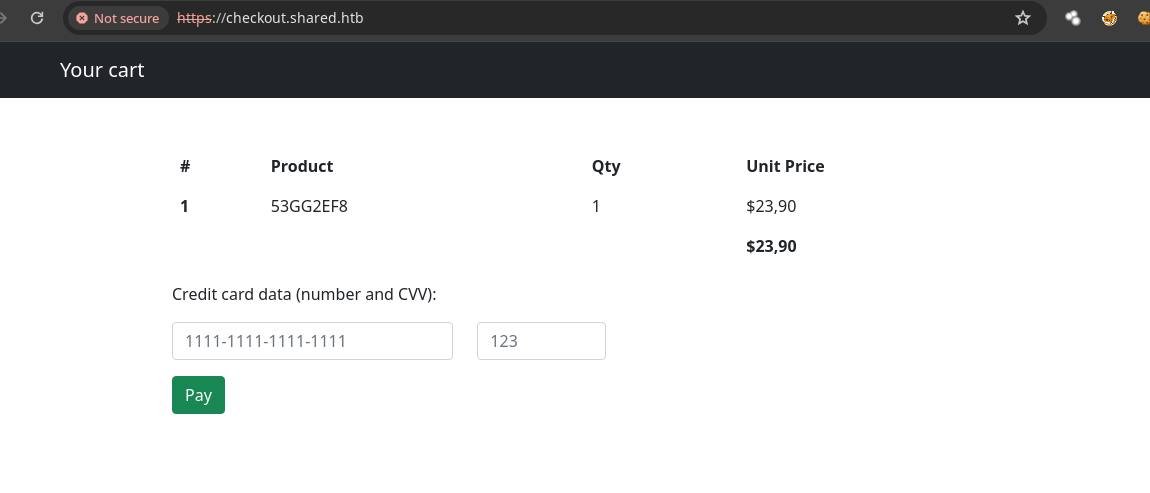 Not secure https://checkout.shared.htb
Your cart
# Product Qty Unit Price
1 53GG2EF8 1 $23,90
$23,90
Credit card data (number and CVV):
1111-1111-1111-1111 123
Pay